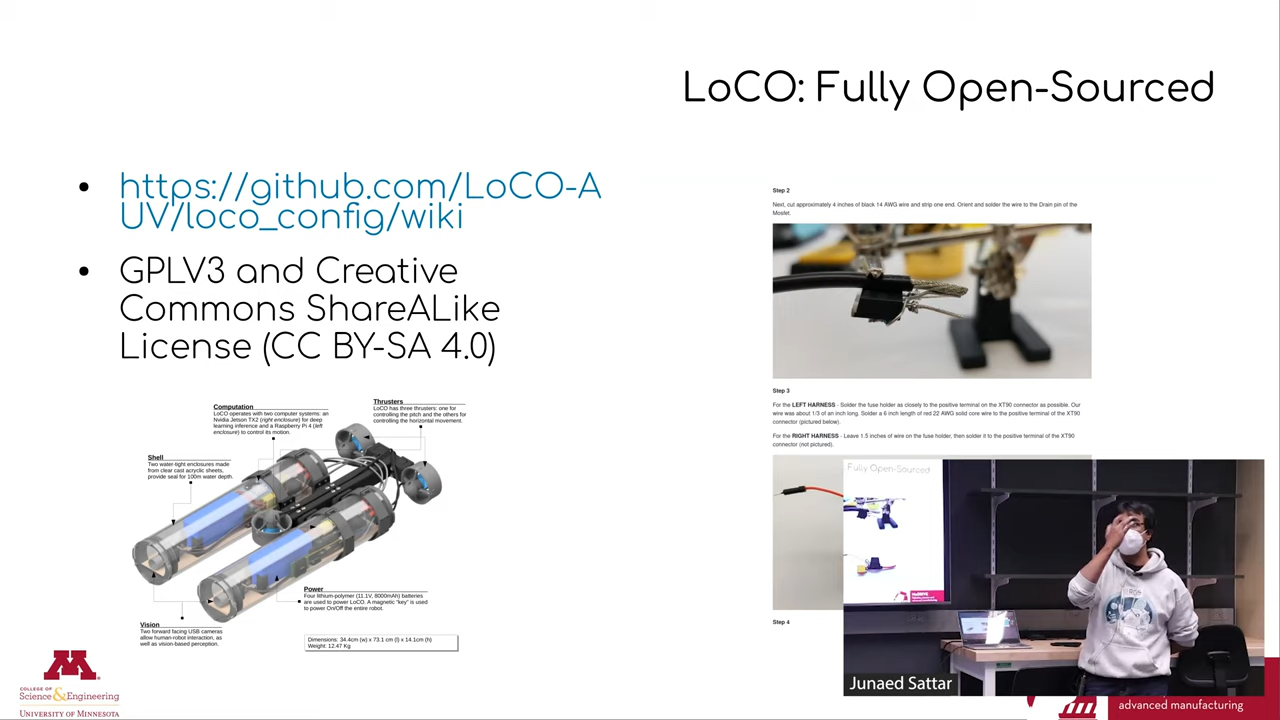 LoCO: Fully Open-Sourced
https://github.com/LoCO-A
UV/loco_config/wiki
GPLV3 and Creative
Commons ShareALike
License (CC BY-SA 4.0)
Computation
LoCO operates with two computer systems: an
Nvidia Jetson TX2 (right enclosure) for deep
learning inference and a Raspberry Pi 4 (left
enclosure) to control its motion.
Thrusters
LoCO has three thrusters: one for
controlling the pitch and the others for
controlling the horizontal movement.
Shell
Two water-tight enclosures made
from clear cast acryclic sheets,
provide seal for 100m water depth.
Power
Four lithium-polymer (11.1V, 8000mAh) batteries
are used to power LoCO. A magnetic "key" is used
to power On/Off the entire robot.
Vision
Two forward facing USB cameras
allow human-robot interaction, as
well as vision-based perception.
Dimensions: 34.4cm (w) x 73.1 cm (l) x 14.1cm (h)
Weight: 12.47 Kg
Step 2
Next, cut approximately 4 inches of black 14 AWG wire and strip one end. Orient and solder the wire to the Drain pin of the
Mosfet.
Step 3
For the LEFT HARNESS - Solder the fuse holder as closely to the positive terminal on the XT90 connector as possible. Our
wire was about 1/3 of an inch long. Solder a 6 inch length of red 22 AWG solid core wire to the positive terminal of the XT90
connector (pictured below).
For the RIGHT HARNESS - Leave 1.5 inches of wire on the fuse holder, then solder it to the positive terminal of the XT90
connector (not pictured).
Step 4
Fully Open-Sourced
Junaed Sattar
M
COLLEGE OF
Science & Engineering
UNIVERSITY OF MINNESOTA
advanced manufacturing